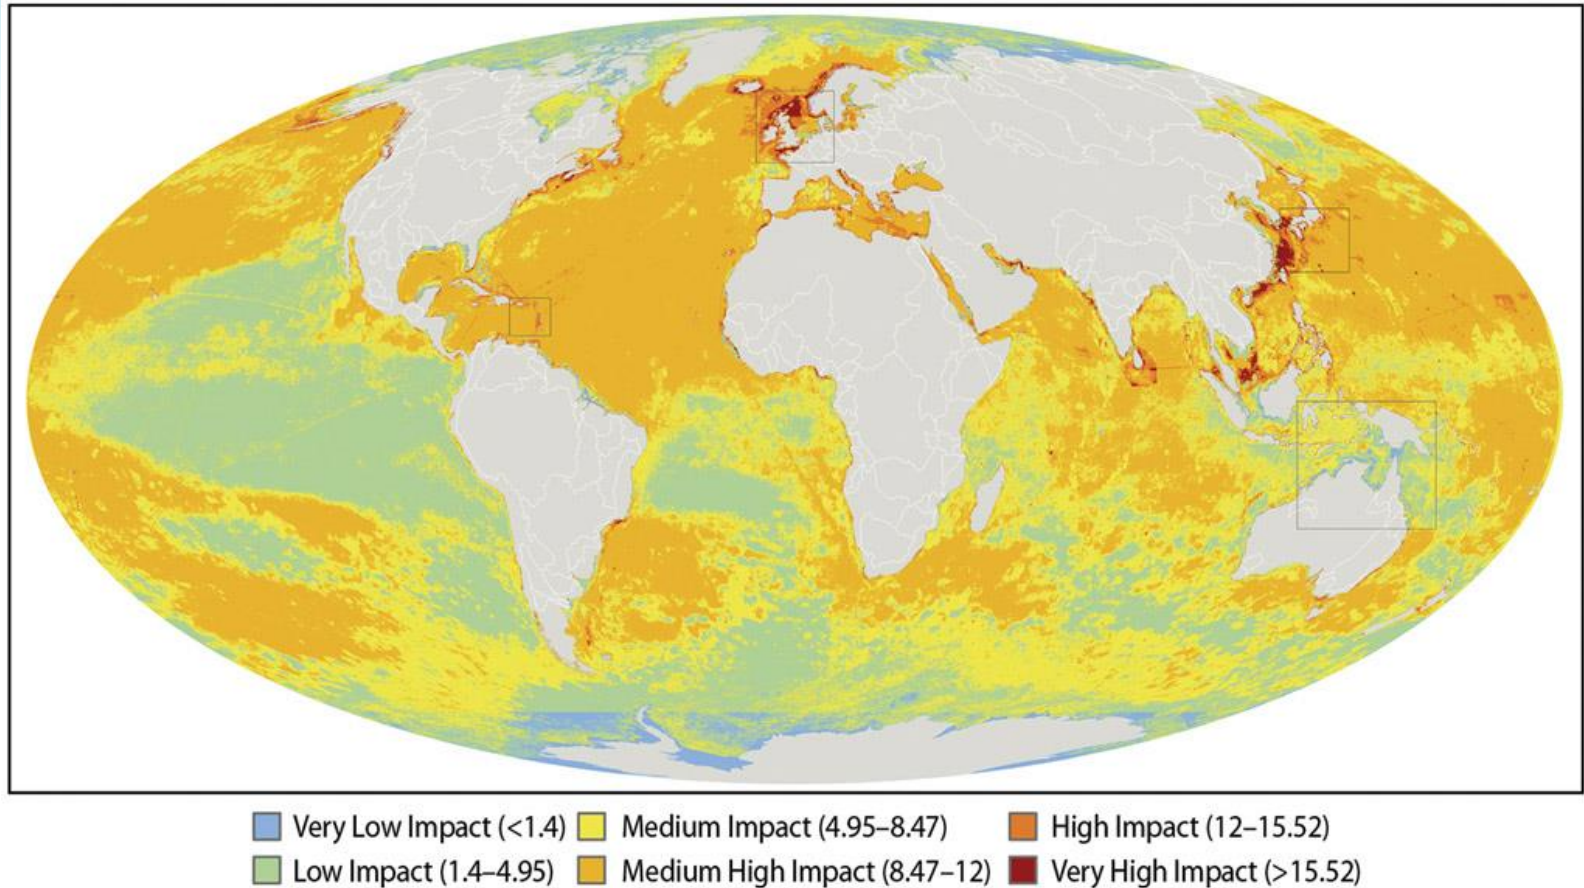 Very Low Impact (<1.4)
Medium Impact (4.95–8.47)
High Impact (12–15.52)
Low Impact (1.4–4.95)
Medium High Impact (8.47–12)
Very High Impact (>15.52)